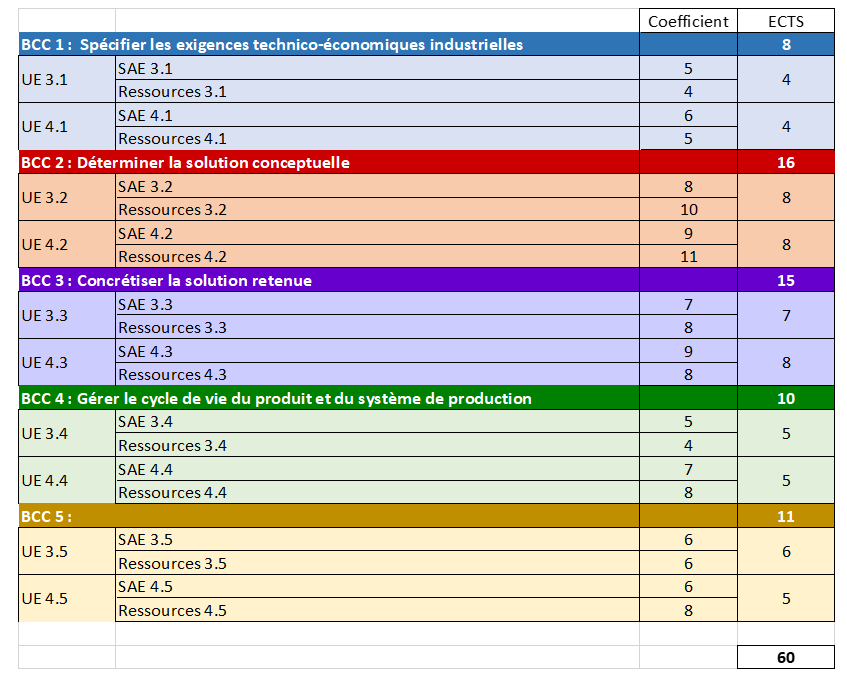 Coefficient ECTS
BCC 1 : Spécifier les exigences technico-économiques industrielles 8
UE 3.1 SAE 3.1 5 4
Ressources 3.1 4
UE 4.1 SAE 4.1 6 4
Ressources 4.1 5
BCC 2 : Déterminer la solution conceptuelle 16
UE 3.2 SAE 3.2 8 8
Ressources 3.2 10
UE 4.2 SAE 4.2 9 8
Ressources 4.2 11
BCC 3 : Concrétiser la solution retenue 15
UE 3.3 SAE 3.3 7 7
Ressources 3.3 8
UE 4.3 SAE 4.3 9 8
Ressources 4.3 8
BCC 4 : Gérer le cycle de vie du produit et du système de production 10
UE 3.4 SAE 3.4 5 5
Ressources 3.4 4
UE 4.4 SAE 4.4 7 5
Ressources 4.4 8
BCC 5 : 11
UE 3.5 SAE 3.5 6 6
Ressources 3.5 6
UE 4.5 SAE 4.5 6 5
Ressources 4.5 8
60